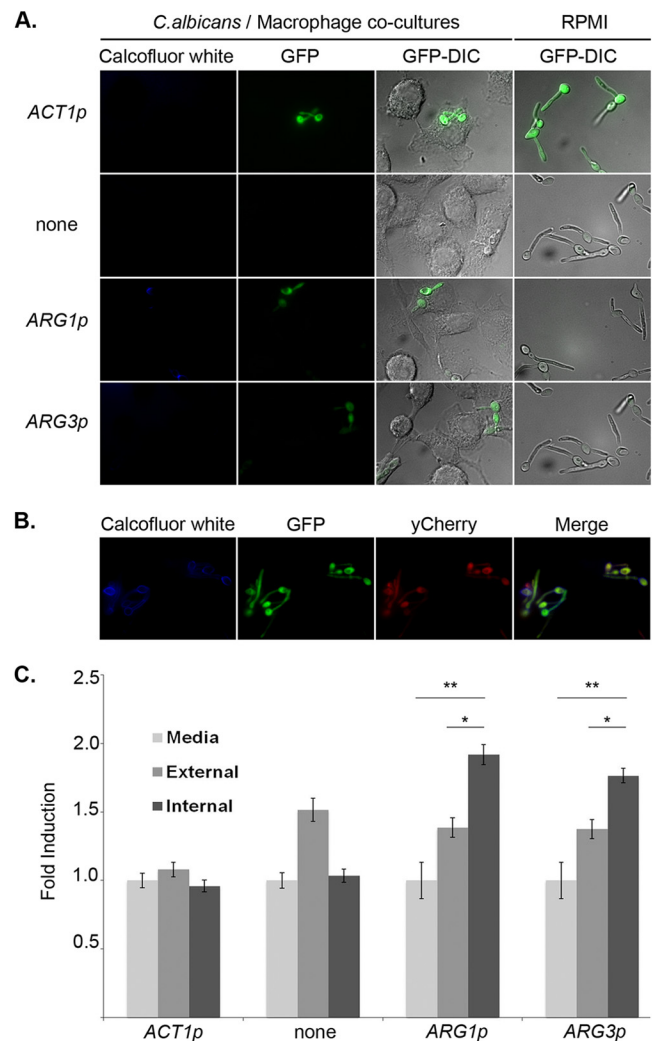 A.
C.albicans / Macrophage co-cultures RPMI
Calcofluor white GFP GFP-DIC GFP-DIC
ACT1p
none
ARG1p
ARG3p
B.
Calcofluor white GFP yCherry Merge
C.
2.5
2.0
1.5
1.0
0.5
Fold Induction
Media
External
Internal
** **
* *
ACT1p none ARG1p ARG3p